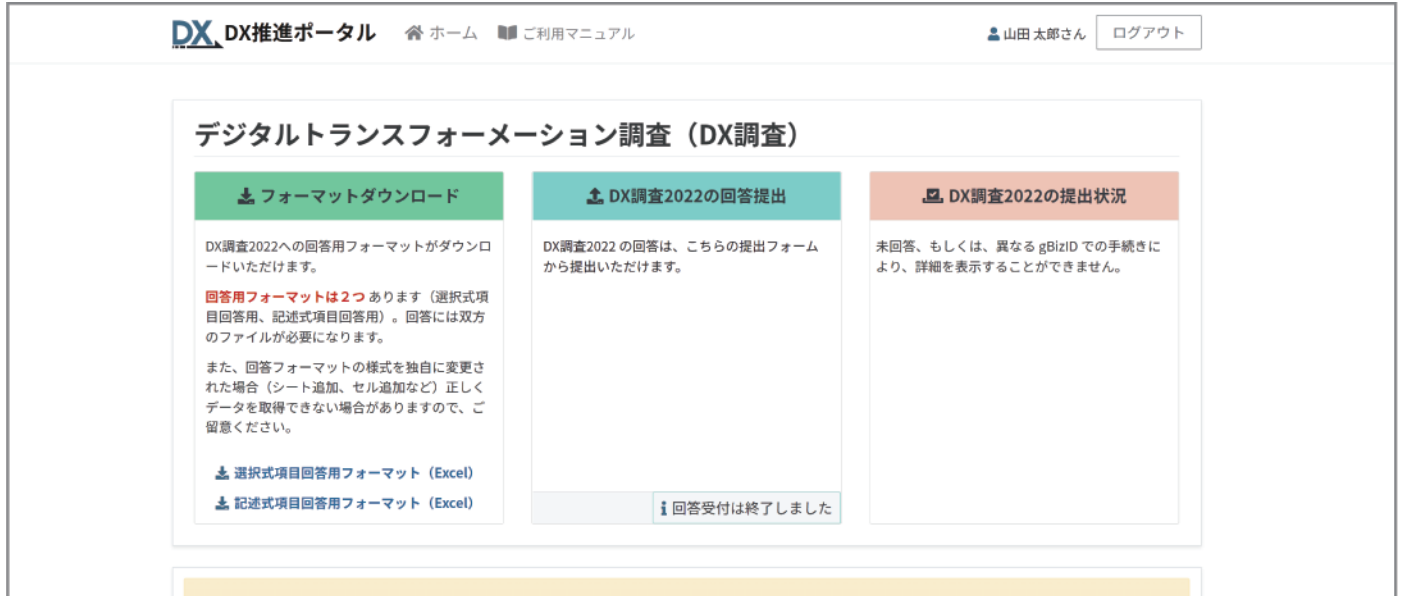 DX DX推進ポータル ホーム ご利用マニュアル 山田 太郎さん ログアウト
デジタルトランスフォーメーション調査（DX調査）
フォーマットダウンロード
DX調査2022への回答用フォーマットがダウンロ
ードいただけます。
回答用フォーマットは２つ あります（選択式項
目回答用、記述式項目回答用）。回答には双方
のファイルが必要になります。
また、回答フォーマットの様式を独自に変更さ
れた場合（シート追加、セル追加など）正しく
データを取得できない場合がありますので、ご
留意ください。
選択式項目回答用フォーマット（Excel）
記述式項目回答用フォーマット（Excel）
DX調査2022の回答提出
DX調査2022 の回答は、こちらの提出フォーム
から提出いただけます。
回答受付は終了しました
DX調査2022の提出状況
未回答、もしくは、異なる gBizID での手続きに
より、詳細を表示することができません。